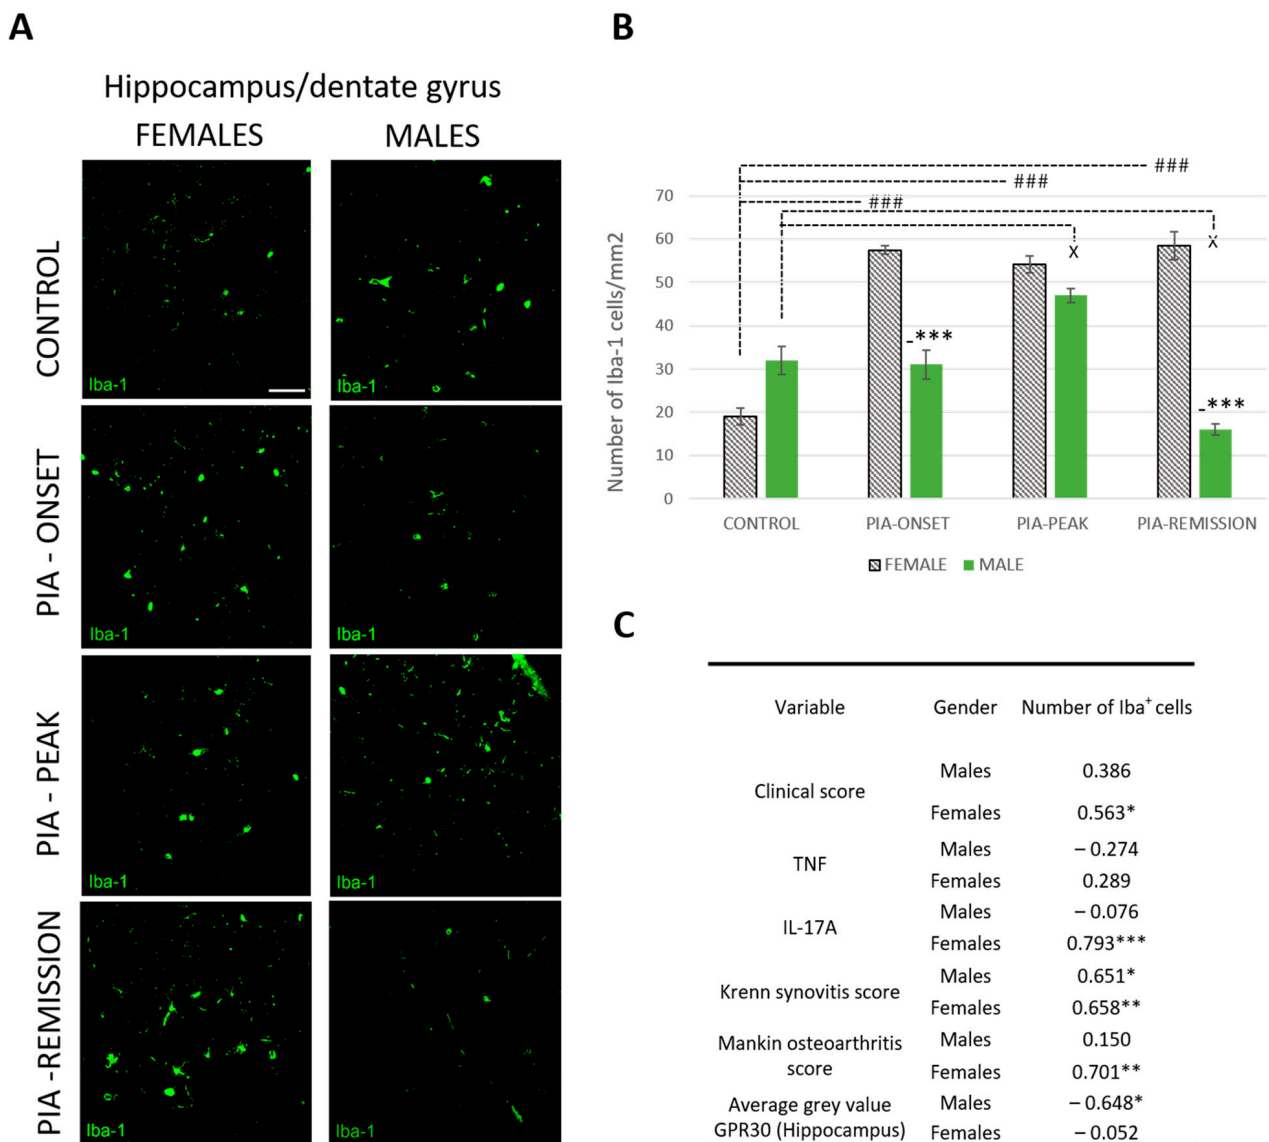 A
Hippocampus/dentate gyrus
FEMALES MALES
CONTROL
Iba-1
Iba-1
PIA - ONSET
Iba-1
Iba-1
PIA - PEAK
Iba-1
Iba-1
PIA -REMISSION
Iba-1
Iba-1
B
Number of Iba-1 cells/mm2
70
60
50
40
30
20
10
0
###
###
###
X
X
-***
-***
CONTROL PIA-ONSET PIA-PEAK PIA-REMISSION
FEMALE MALE
C
Variable Gender Number of Iba⁺ cells
Clinical score
Males 0.386
Females 0.563*
TNF
Males – 0.274
Females 0.289
IL-17A
Males – 0.076
Females 0.793***
Krenn synovitis score
Males 0.651*
Females 0.658**
Mankin osteoarthritis
score
Males 0.150
Females 0.701**
Average grey value
GPR30 (Hippocampus)
Males – 0.648*
Females – 0.052